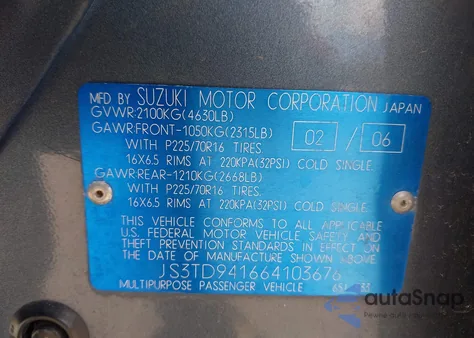 MFD BY SUZUKI MOTOR CORPORATION JAPAN
GVWR:2100KG(4630LB)
GAWR:FRONT-1050KG(2315LB) 02 / 06
WITH P225/70R16 TIRES.
16X6.5 RIMS AT 220KPA(32PSI) COLD SINGLE.
GAWR:REAR-1210KG(2668LB)
WITH P225/70R16 TIRES.
16X6.5 RIMS AT 220KPA(32PSI) COLD SINGLE.
THIS VEHICLE CONFORMS TO ALL APPLICABLE
U.S. FEDERAL MOTOR VEHICLE SAFETY AND
THEFT PREVENTION STANDARDS IN EFFECT ON
THE DATE OF MANUFACTURE SHOWN ABOVE.
JS3TD941664103676
MULTIPURPOSE PASSENGER VEHICLE
autoSnap